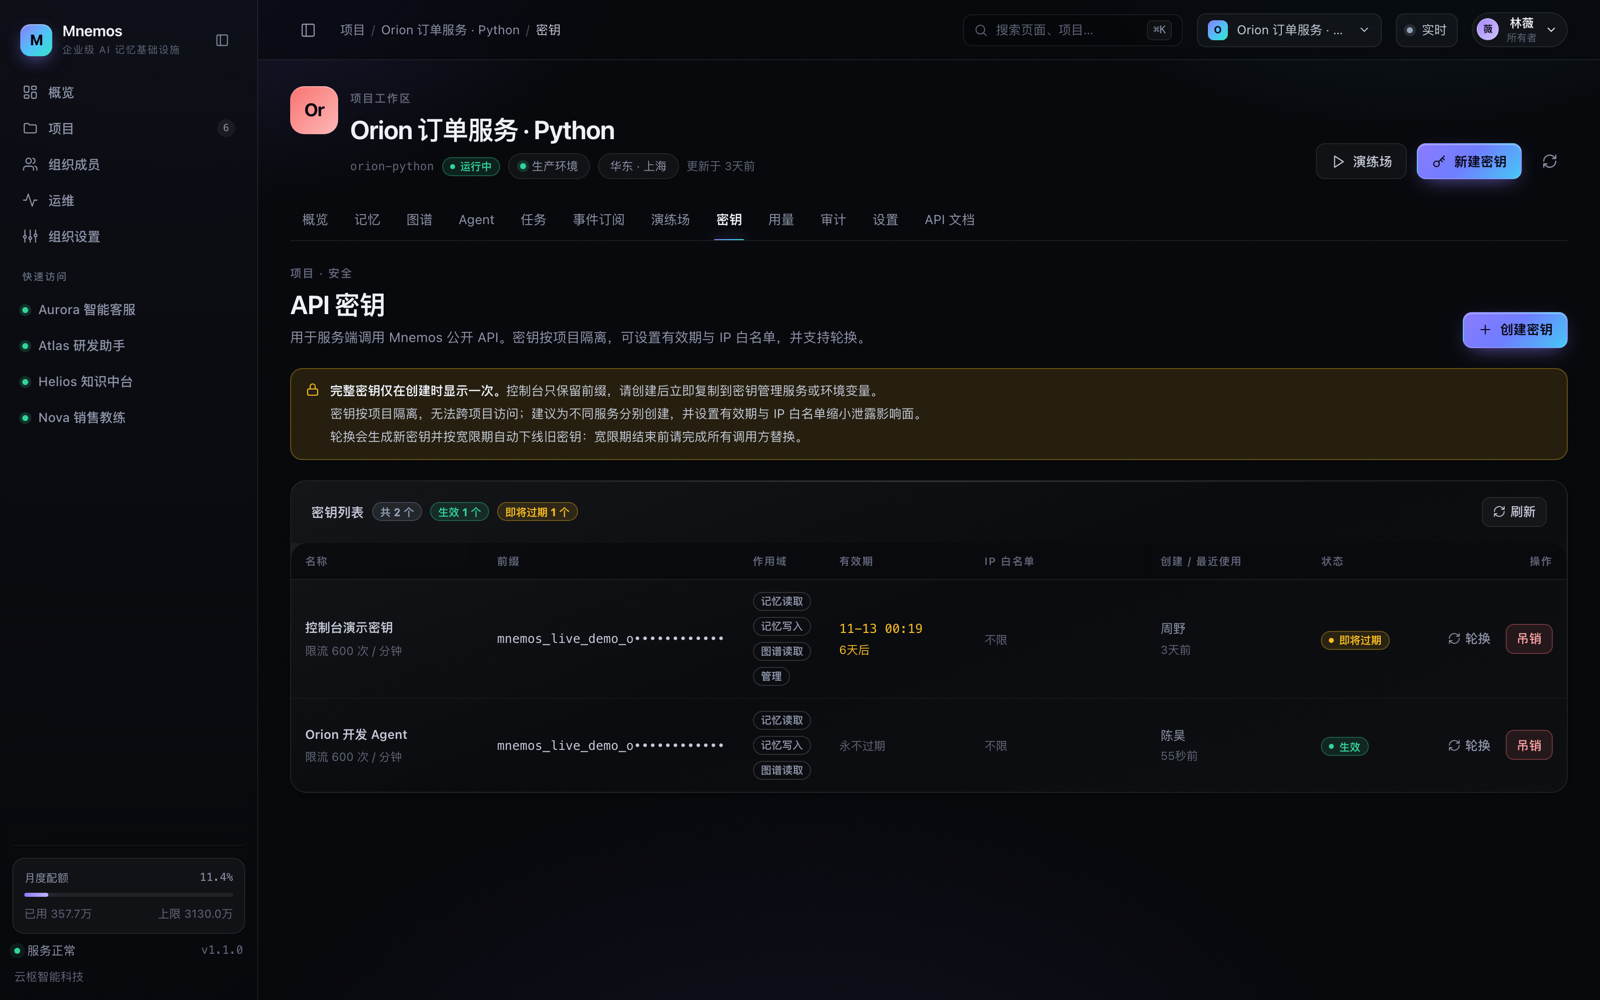 M
Mnemos
企业级 AI 记忆基础设施
概览
项目
6
组织成员
运维
组织设置
快速访问
Aurora 智能客服
Atlas 研发助手
Helios 知识中台
Nova 销售教练
月度配额
11.4%
已用 357.7万
上限 3130.0万
服务正常
v1.1.0
云枢智能科技
项目 / Orion 订单服务 · Python / 密钥
搜索页面、项目...
⌘K
O
Orion 订单服务 · ...
实时
薇
林薇
所有者
Or
项目工作区
Orion 订单服务 · Python
orion-python
运行中
生产环境
华东 · 上海
更新于 3天前
演练场
新建密钥
概览
记忆
图谱
Agent
任务
事件订阅
演练场
密钥
用量
审计
设置
API 文档
项目 · 安全
API 密钥
用于服务端调用 Mnemos 公开 API。密钥按项目隔离，可设置有效期与 IP 白名单，并支持轮换。
创建密钥
完整密钥仅在创建时显示一次。控制台只保留前缀，请创建后立即复制到密钥管理服务或环境变量。
密钥按项目隔离，无法跨项目访问；建议为不同服务分别创建，并设置有效期与 IP 白名单缩小泄露影响面。
轮换会生成新密钥并按宽限期自动下线旧密钥：宽限期结束前请完成所有调用方替换。
密钥列表
共 2 个
生效 1 个
即将过期 1 个
刷新
名称
前缀
作用域
有效期
IP 白名单
创建 / 最近使用
状态
操作
控制台演示密钥
限流 600 次 / 分钟
mnemos_live_demo_o••••••••••••
记忆读取
记忆写入
图谱读取
管理
11-13 00:19
6天后
不限
周野
3天前
即将过期
轮换
吊销
Orion 开发 Agent
限流 600 次 / 分钟
mnemos_live_demo_o••••••••••••
记忆读取
记忆写入
图谱读取
永不过期
不限
陈昊
55秒前
生效
轮换
吊销